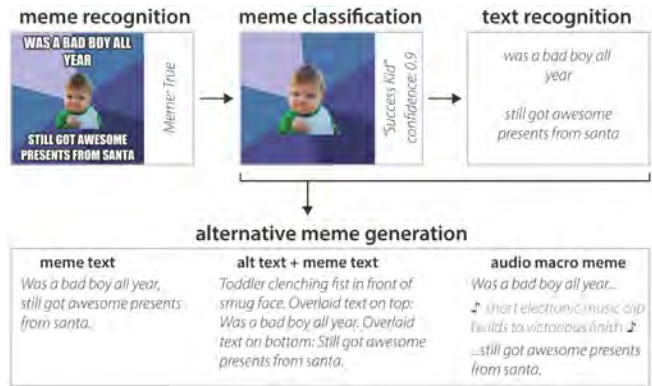 meme recognition
WAS A BAD BOY ALL
YEAR
STILL GOT AWESOME
PRESENTS FROM SANTA
Meme: True
meme classification
"Success Kid"
confidence: 0.9
text recognition
was a bad boy all
year
still got awesome
presents from santa
alternative meme generation
meme text
Was a bad boy all year,
still got awesome presents
from santa.
alt text + meme text
Toddler clenching fist in front of
smug face. Overlaid text on top:
Was a bad boy all year. Overlaid
text on bottom: Still got awesome
presents from santa.
audio macro meme
Was a bad boy all year...
♪ short electronic music clip
builds to victorious finish ♪
...still got awesome presents
from santa.